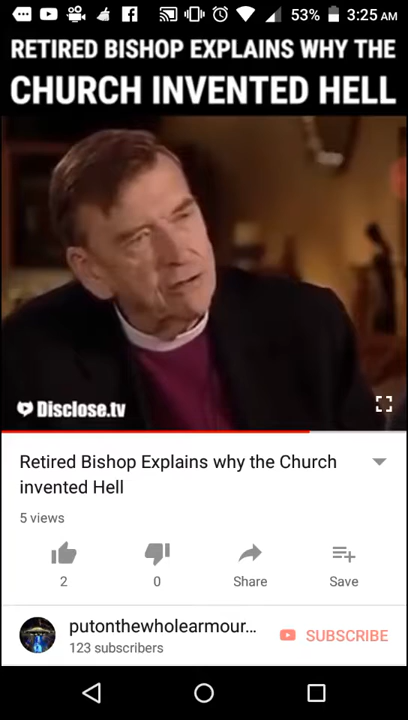 53% 3:25 AM
RETIRED BISHOP EXPLAINS WHY THE
CHURCH INVENTED HELL
Disclose.tv
Retired Bishop Explains why the Church
invented Hell
5 views
2 0 Share Save
putonthewholearmour...
123 subscribers
SUBSCRIBE